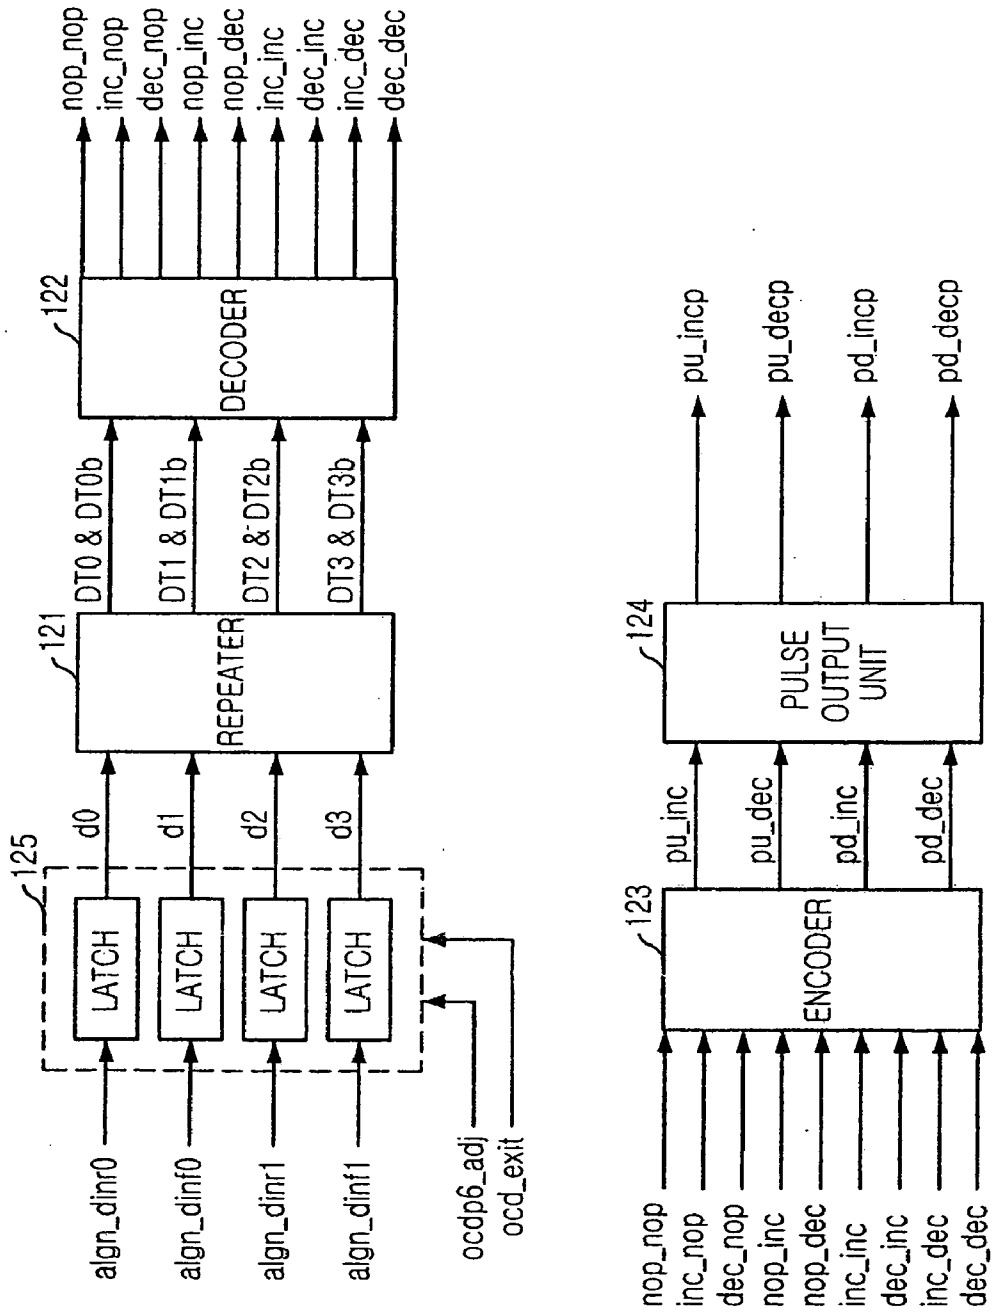 125
algn_dinr0
LATCH
d0
algn_dinf0
LATCH
d1
algn_dinr1
LATCH
d2
algn_dinf1
LATCH
d3
ocdp6_adj
ocd_exit
121
REPEATER
DT0 & DT0b
DT1 & DT1b
DT2 & DT2b
DT3 & DT3b
122
DECODER
nop_nop
inc_nop
dec_nop
nop_inc
nop_dec
inc_inc
dec_inc
inc_dec
dec_dec
nop_nop
inc_nop
dec_nop
nop_inc
nop_dec
inc_inc
dec_inc
inc_dec
dec_dec
123
ENCODER
pu_inc
pu_dec
pd_inc
pd_dec
124
PULSE
OUTPUT
UNIT
pu_incp
pu_decp
pd_incp
pd_decp